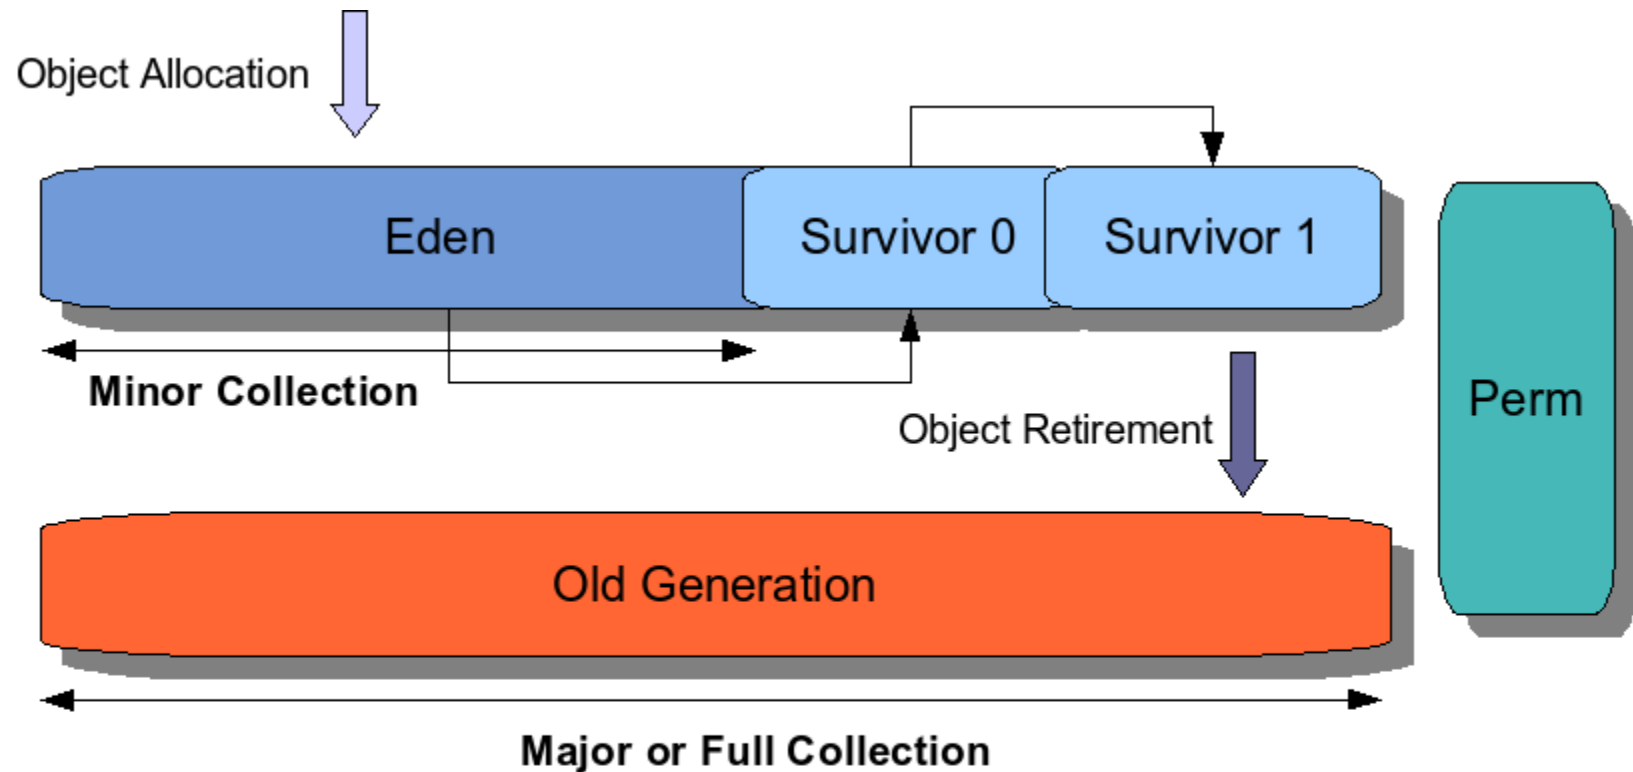 Object Allocation
Eden
Survivor 0
Survivor 1
Minor Collection
Object Retirement
Perm
Old Generation
Major or Full Collection